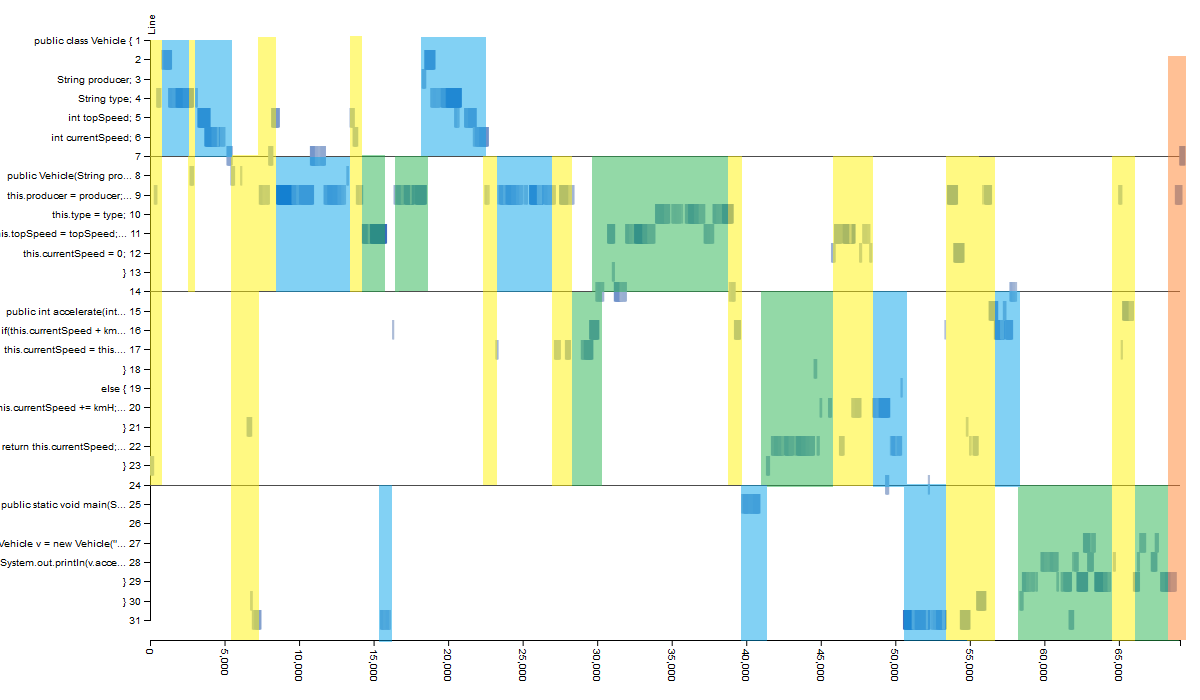 Line
public class Vehicle { 1
2
String producer; 3
String type; 4
int topSpeed; 5
int currentSpeed; 6
7
public Vehicle(String pro... 8
this.producer = producer;... 9
this.type = type; 10
his.topSpeed = topSpeed;... 11
this.currentSpeed = 0; 12
} 13
14
public int accelerate(int... 15
if(this.currentSpeed + km... 16
this.currentSpeed = this.... 17
} 18
else { 19
his.currentSpeed += kmH;... 20
} 21
return this.currentSpeed;... 22
} 23
24
public static void main(S... 25
26
Vehicle v = new Vehicle("... 27
System.out.println(v.acce... 28
} 29
} 30
31
0
5,000
10,000
15,000
20,000
25,000
30,000
35,000
40,000
45,000
50,000
55,000
60,000
65,000